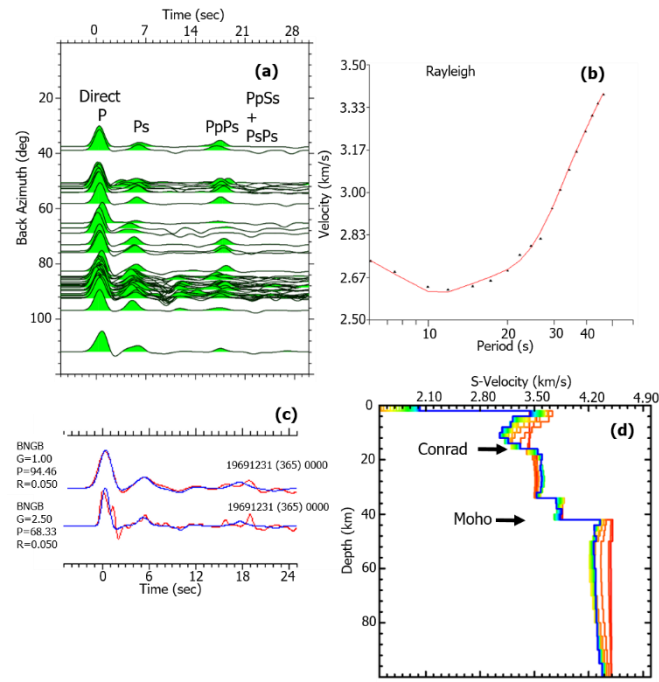 Time (sec)
0 6 18 30
(a)
Direct
P
Ps
PpPs
PpSs
+
PsPs
20
40
60
80
100
Back Azimuth (deg)
Rayleigh
(b)
3.50
3.33
3.17
3.00
2.83
2.67
2.50
Velocity (km/s)
10 20 30 40
Period (s)
(c)
BNGB
G=1.00
P=94.46
R=0.050
19691231 (365) 0000
BNGB
G=2.50
P=68.33
R=0.050
19691231 (365) 0000
0 6 12 18 24
Time (sec)
S-Velocity (km/s)
2.10 2.80 3.50 4.20 4.90
(d)
Conrad
Moho
0
20
40
60
80
Depth (km)